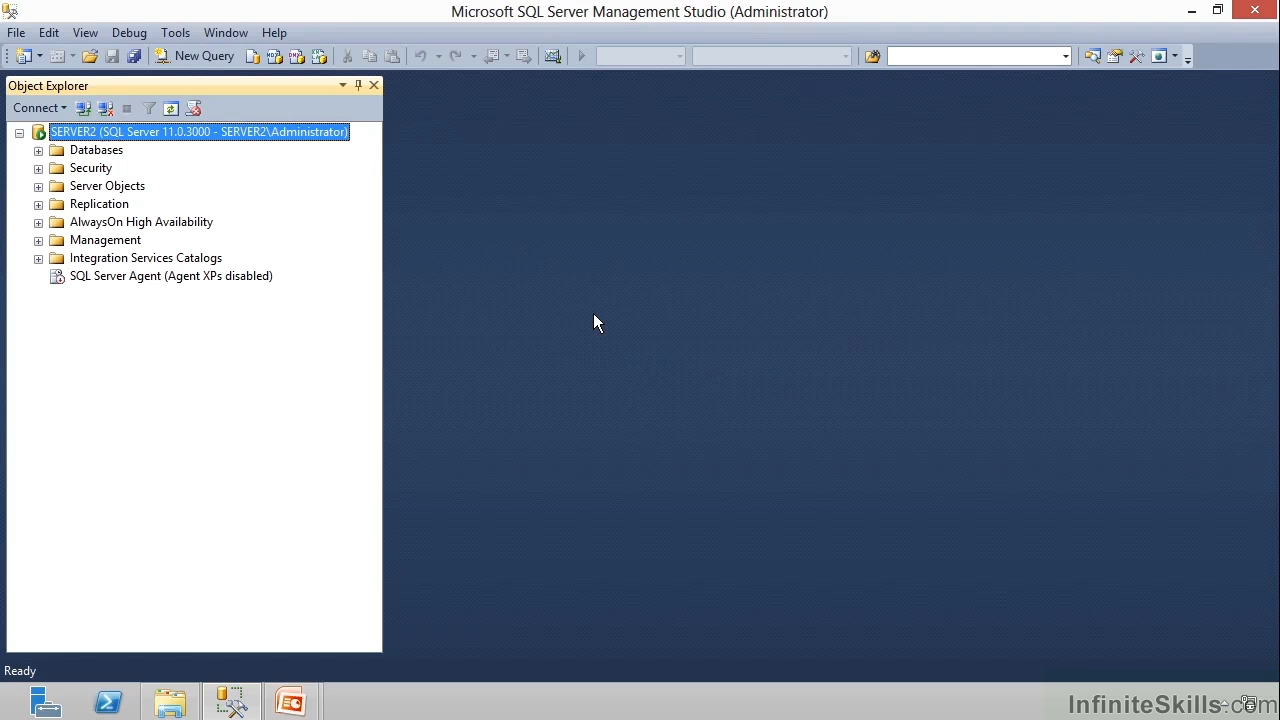 Microsoft SQL Server Management Studio (Administrator)
File Edit View Debug Tools Window Help
New Query
Object Explorer
Connect
SERVER2 (SQL Server 11.0.3000 - SERVER2\Administrator)
Databases
Security
Server Objects
Replication
AlwaysOn High Availability
Management
Integration Services Catalogs
SQL Server Agent (Agent XPs disabled)
Ready
InfiniteSkills.com